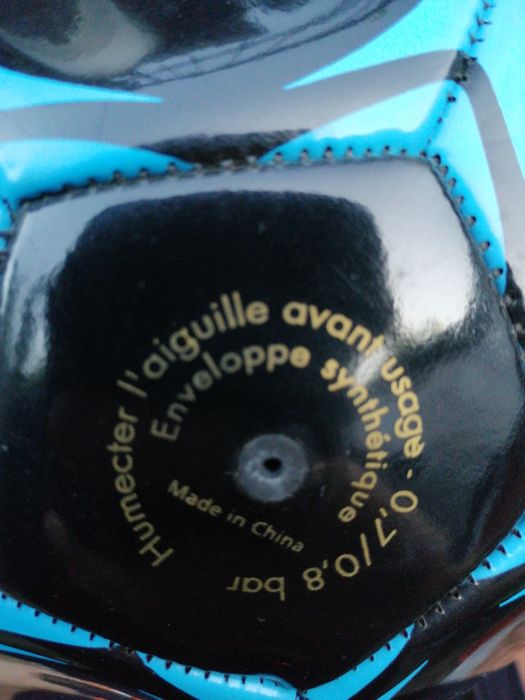 Humecter l'aiguille avant usage - 0,7/0,8 bar
Enveloppe synthétique
Made in China